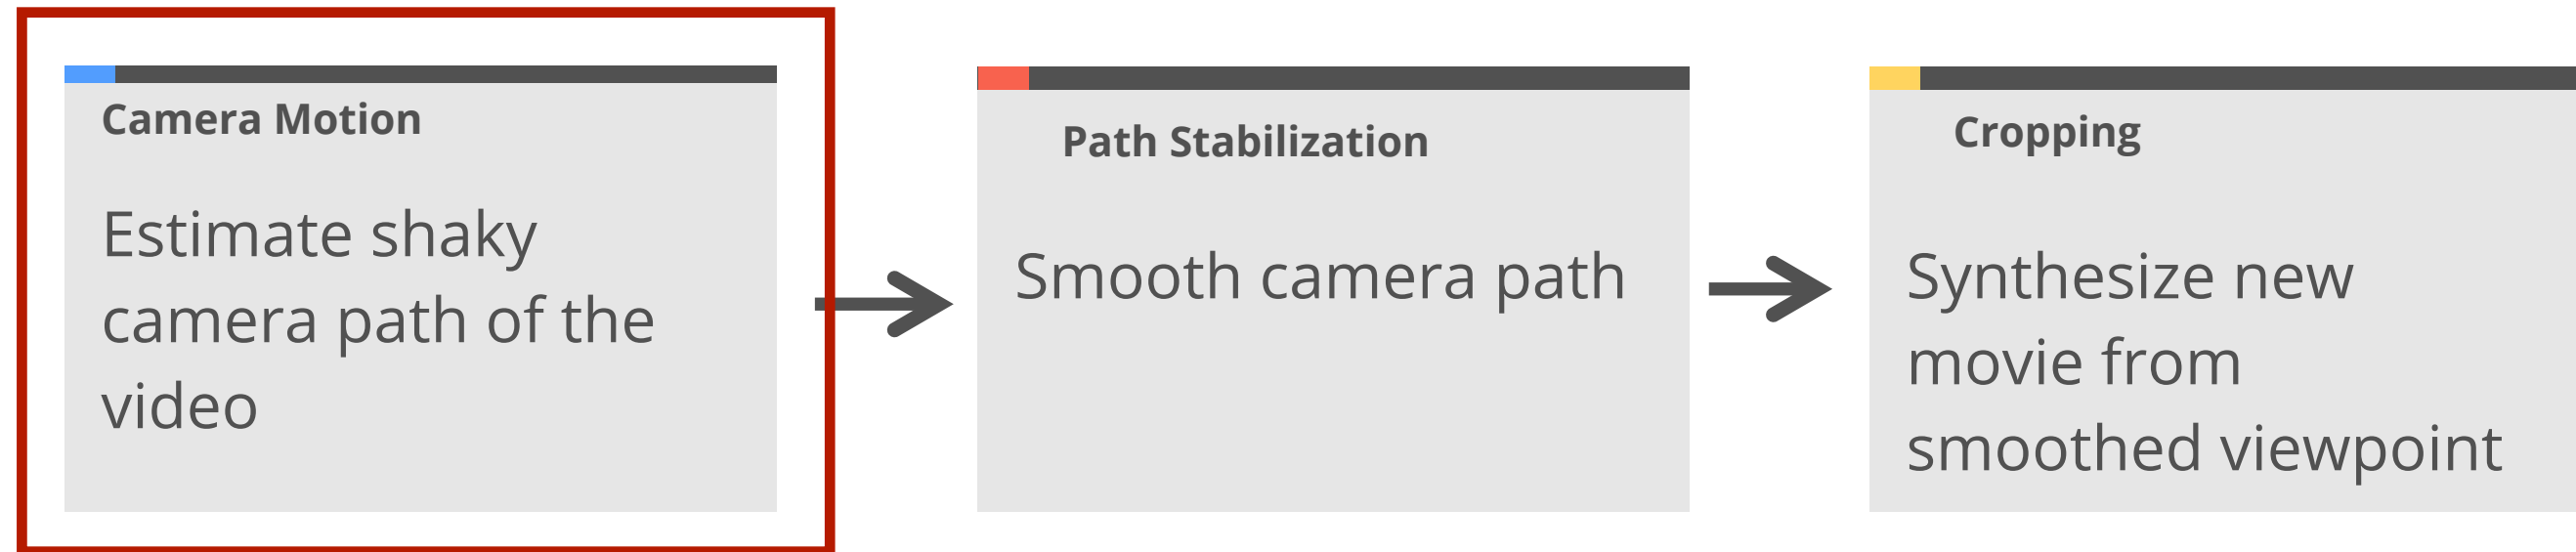 Camera Motion
Estimate shaky
camera path of the
video
Path Stabilization
Smooth camera path
Cropping
Synthesize new
movie from
smoothed viewpoint